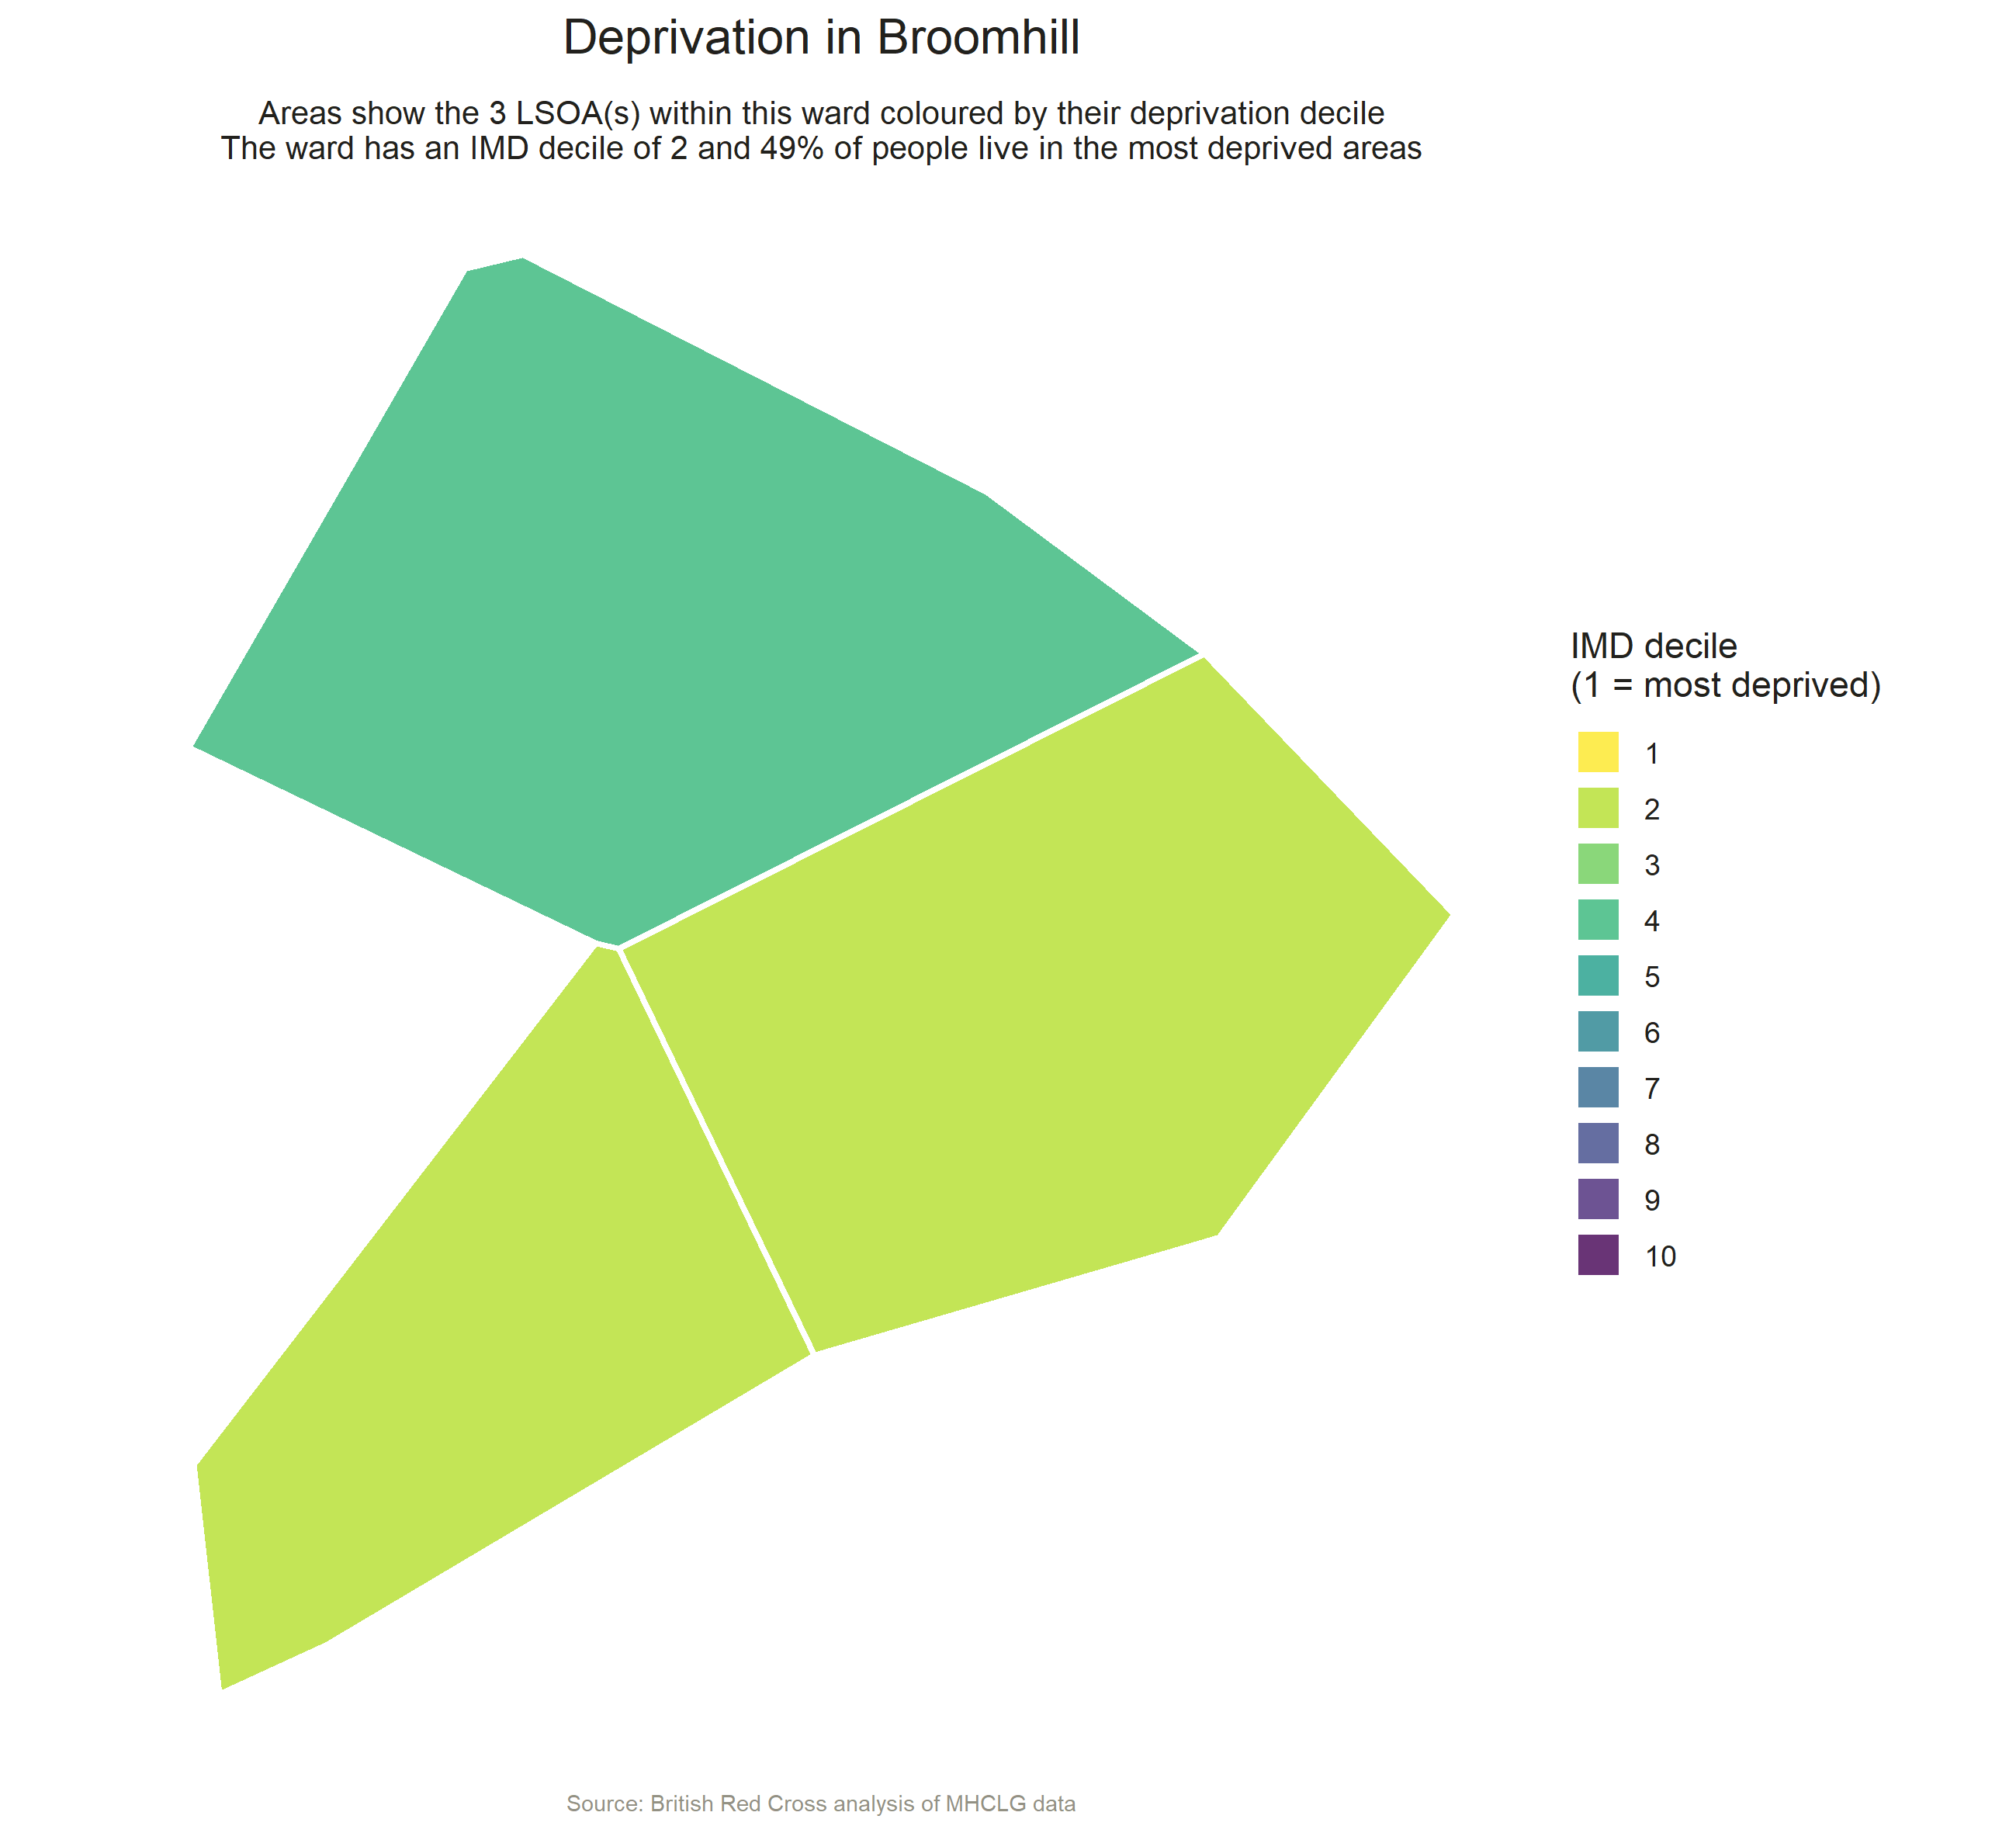 Deprivation in Broomhill
Areas show the 3 LSOA(s) within this ward coloured by their deprivation decile
The ward has an IMD decile of 2 and 49% of people live in the most deprived areas
IMD decile
(1 = most deprived)
1
2
3
4
5
6
7
8
9
10
Source: British Red Cross analysis of MHCLG data